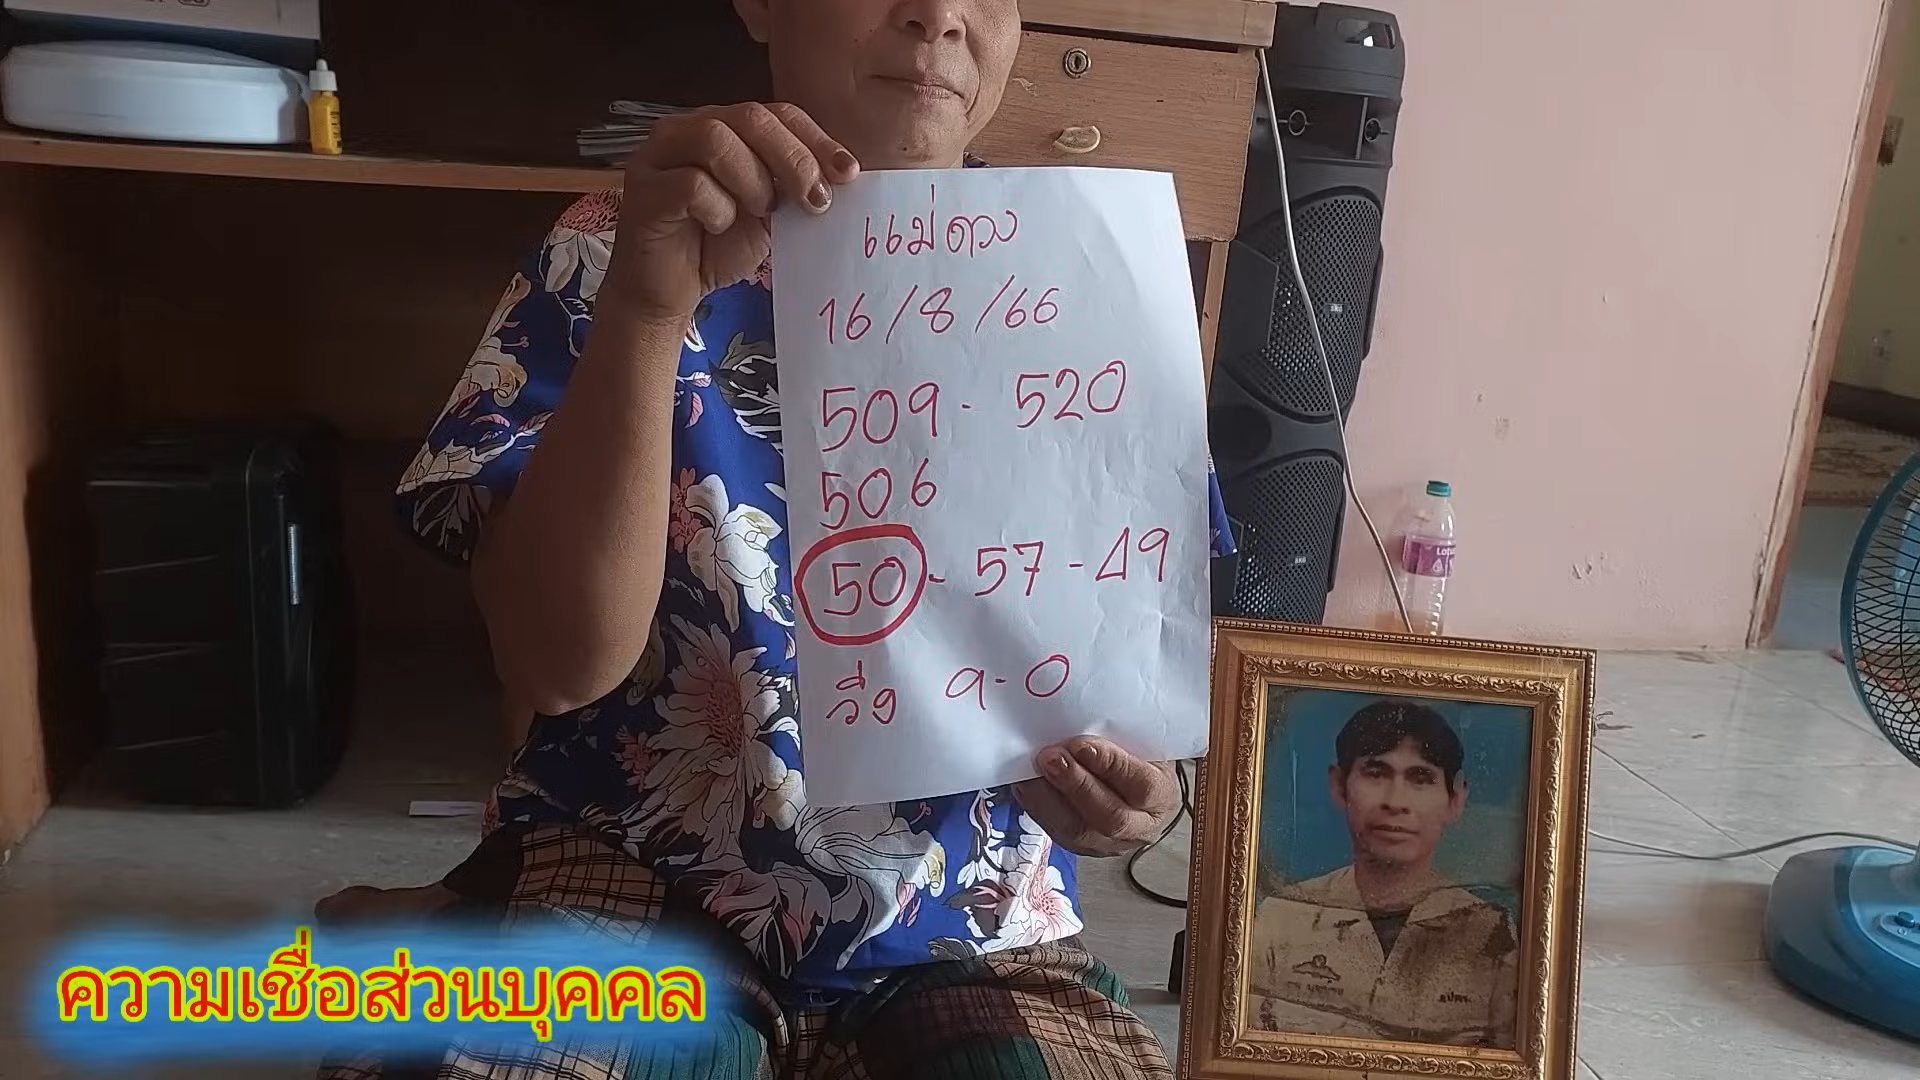 แม่ดวง
16/8/66
509 - 520
506
50 - 57 - 49
วิ่ง 9 - 0
ความเชื่อส่วนบุคคล